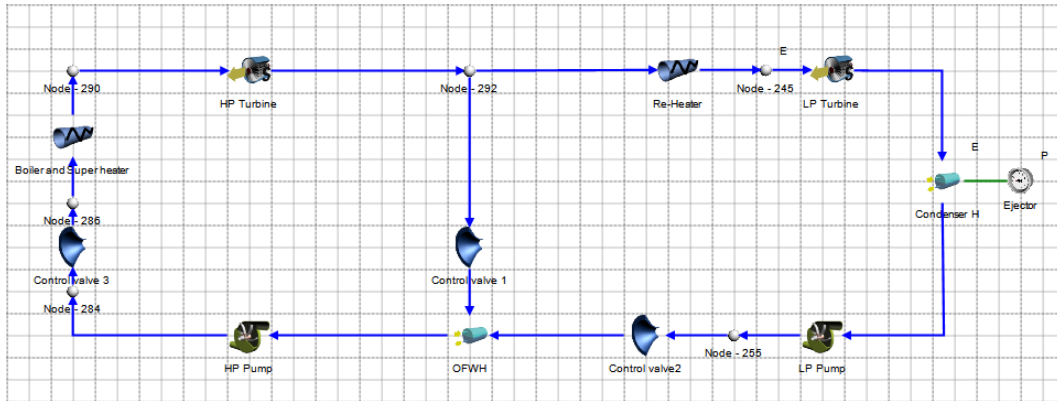 E
Node - 290
HP Turbine
Node - 292
Re-Heater
Node - 245
LP Turbine
Boiler and Super heater
E
P
Node - 286
Condenser H
Ejector
Control valve 3
Control valve 1
Node - 284
Node - 255
HP Pump
OFWH
Control valve2
LP Pump